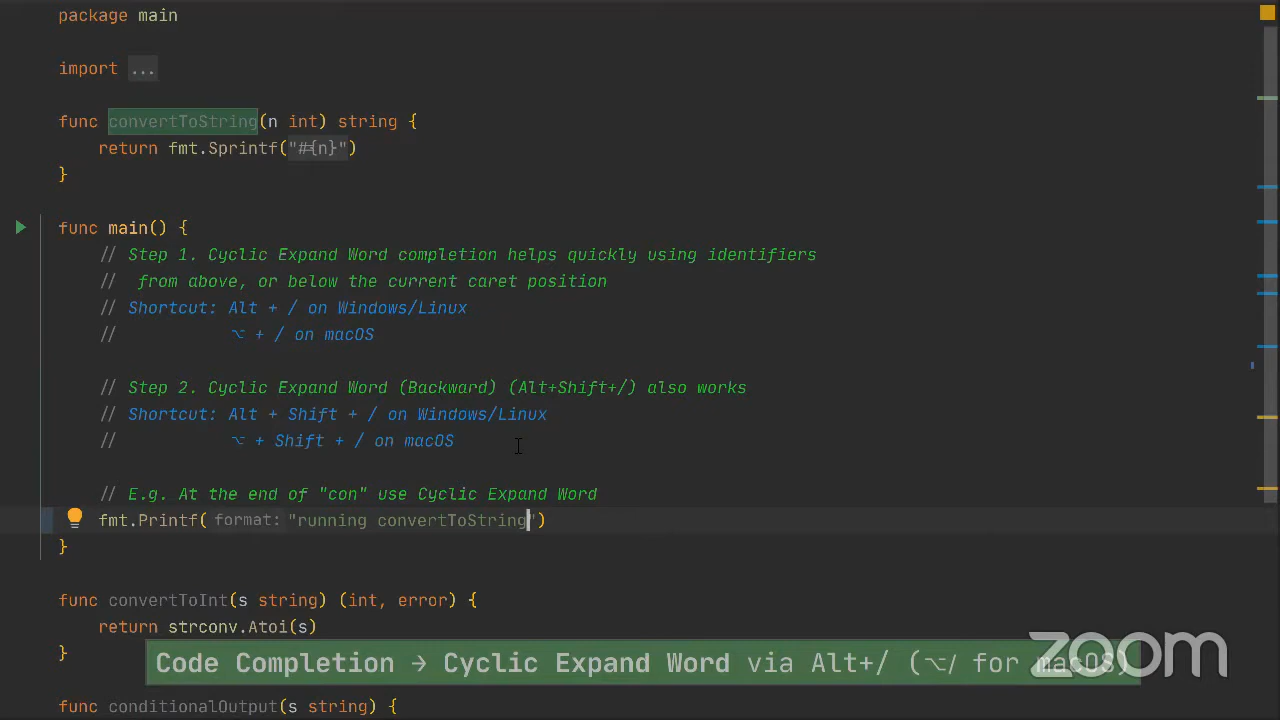 package main
import ...
func convertToString(n int) string {
return fmt.Sprintf("#{n}")
}
func main() {
// Step 1. Cyclic Expand Word completion helps quickly using identifiers
// from above, or below the current caret position
// Shortcut: Alt + / on Windows/Linux
// ⌥ + / on macOS
// Step 2. Cyclic Expand Word (Backward) (Alt+Shift+/) also works
// Shortcut: Alt + Shift + / on Windows/Linux
// ⌥ + Shift + / on macOS
// E.g. At the end of "con" use Cyclic Expand Word
fmt.Printf( format: "running convertToString")
}
func convertToInt(s string) (int, error) {
return strconv.Atoi(s)
}
Code Completion → Cyclic Expand Word via Alt+/ (⌥/ for macOS)
zoom
func conditionalOutput(s string) {